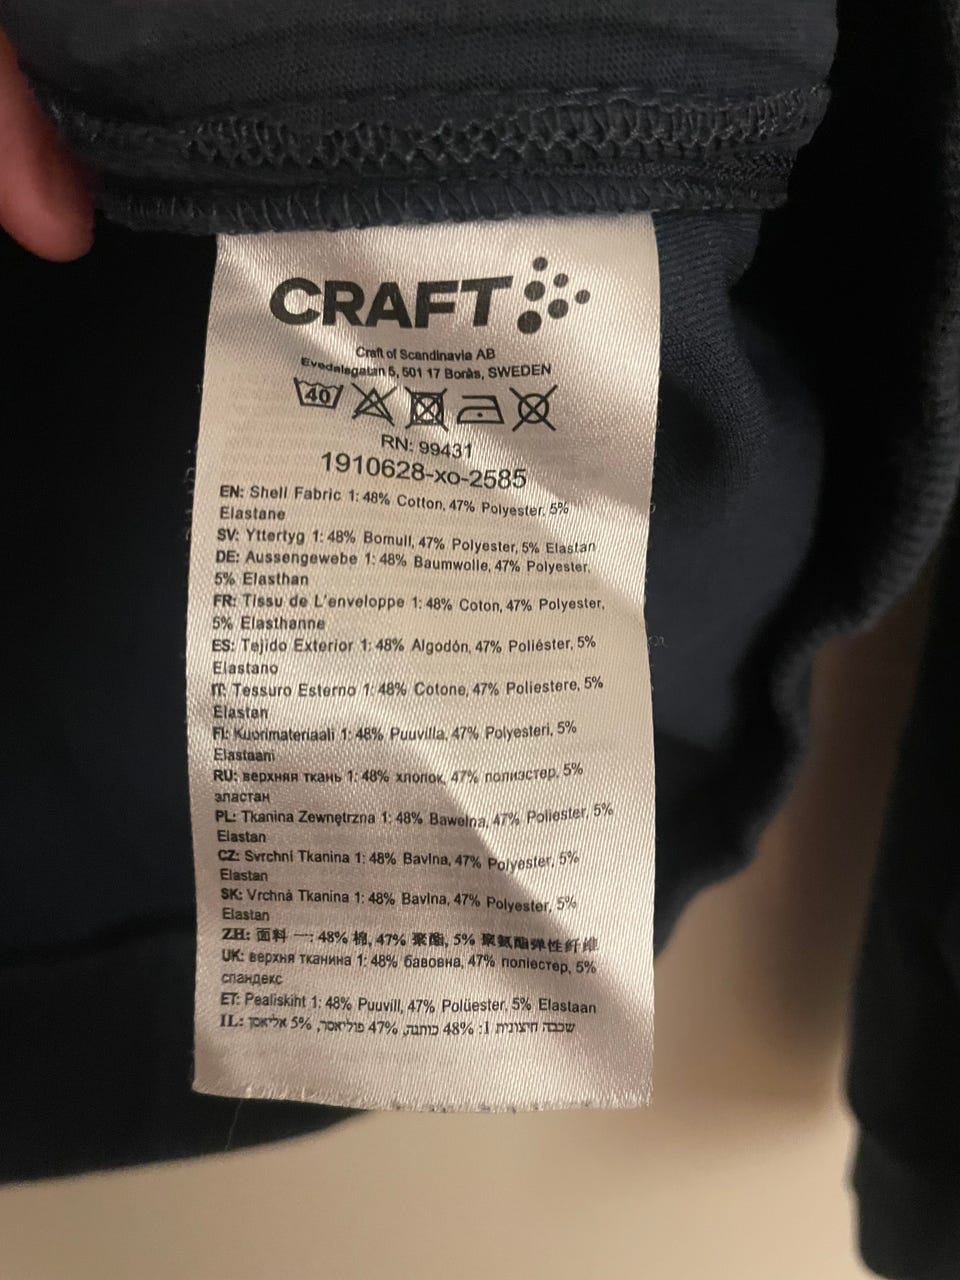 CRAFT
Craft of Scandinavia AB
Evedalsgatan 5, 501 17 Borås, SWEDEN
40
RN: 99431
1910628-xo-2585
EN: Shell Fabric 1: 48% Cotton, 47% Polyester, 5%
Elastane
SV: Yttertyg 1: 48% Bomull, 47% Polyester, 5% Elastan
DE: Aussengewebe 1: 48% Baumwolle, 47% Polyester,
5% Elasthan
FR: Tissu de L'enveloppe 1: 48% Coton, 47% Polyester,
5% Elasthanne
ES: Tejido Exterior 1: 48% Algodón, 47% Poliéster, 5%
Elastano
IT: Tessuro Esterno 1: 48% Cotone, 47% Poliestere, 5%
Elastan
FI: Kuorimateriaali 1: 48% Puuvilla, 47% Polyesteri, 5%
Elastaani
RU: верхняя ткань 1: 48% хлопок, 47% полиэстер, 5%
эластан
PL: Tkanina Zewnętrzna 1: 48% Bawełna, 47% Poliester, 5%
Elastan
CZ: Svrchní Tkanina 1: 48% Bavlna, 47% Polyester, 5%
Elastan
SK: Vrchná Tkanina 1: 48% Bavlna, 47% Polyester, 5%
Elastan
ZH: 面料 一: 48% 棉, 47% 聚酯, 5% 聚氨酯弹性纤维
UK: верхня тканина 1: 48% бавовна, 47% поліестер, 5%
спандекс
ET: Pealiskiht 1: 48% Puuvill, 47% Polüester, 5% Elastaan
IL: שכבה חיצונית 1: 48% כותנה, 47% פוליאסטר, 5% אליאסטן